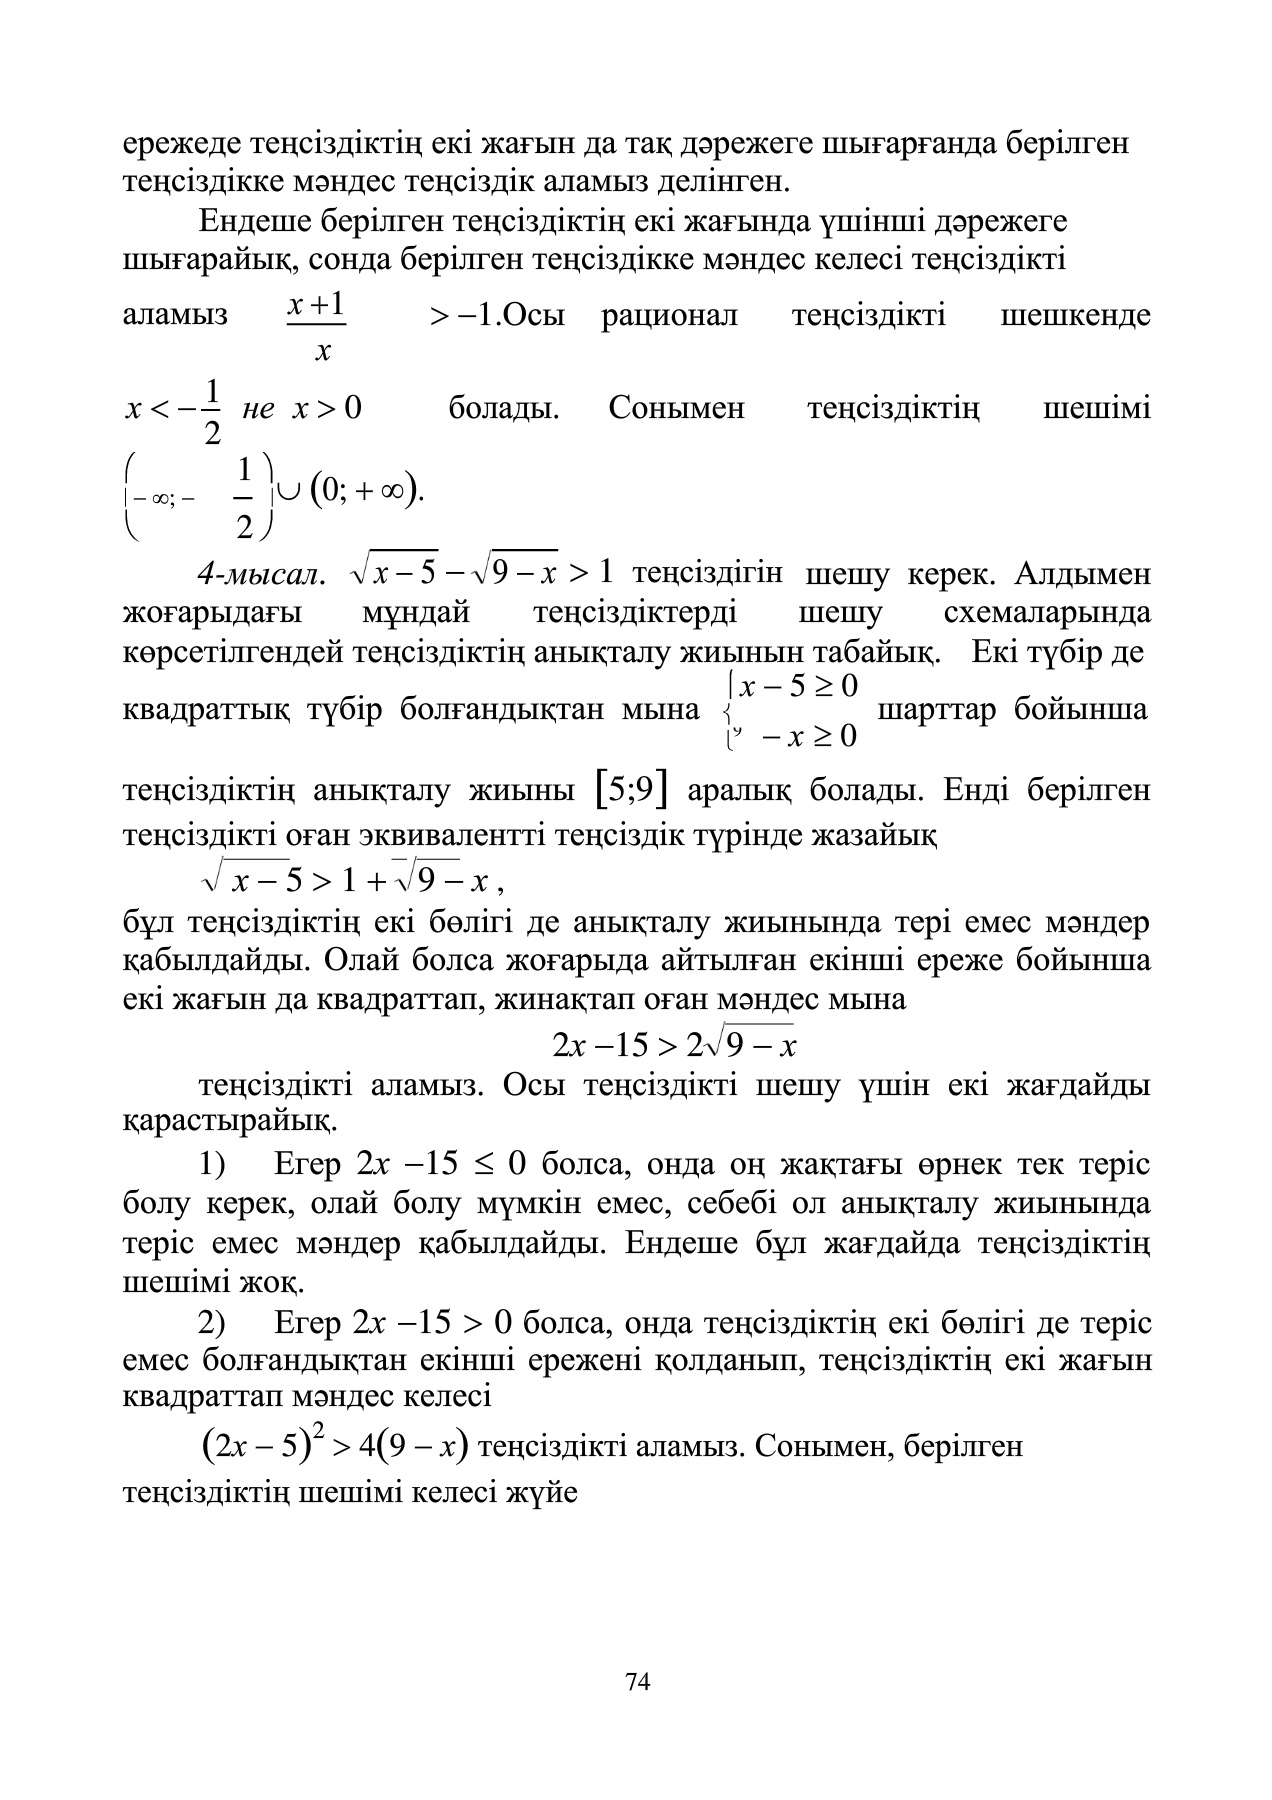 ережеде теңсіздіктің екі жағын да тақ дәрежеге шығарғанда берілген
теңсіздікке мәндес теңсіздік аламыз делінген.
Ендеше берілген теңсіздіктің екі жағында үшінші дәрежеге
шығарайық, сонда берілген теңсіздікке мәндес келесі теңсіздікті
аламыз (x+1)/x > −1.Осы рационал теңсіздікті шешкенде
x < −1/2 не x > 0 болады. Сонымен теңсіздіктің шешімі
(− ∞; − 1/2) ∪ (0; + ∞).
4-мысал. √(x − 5) − √(9 − x) > 1 теңсіздігін шешу керек. Алдымен
жоғарыдағы мұндай теңсіздіктерді шешу схемаларында
көрсетілгендей теңсіздіктің анықталу жиынын табайық. Екі түбір де
квадраттық түбір болғандықтан мына { x − 5 ≥ 0 ; 9 − x ≥ 0 шарттар бойынша
теңсіздіктің анықталу жиыны [5;9] аралық болады. Енді берілген
теңсіздікті оған эквивалентті теңсіздік түрінде жазайық
√(x − 5) > 1 + √(9 − x) ,
бұл теңсіздіктің екі бөлігі де анықталу жиынында тері емес мәндер
қабылдайды. Олай болса жоғарыда айтылған екінші ереже бойынша
екі жағын да квадраттап, жинақтап оған мәндес мына
2x −15 > 2√(9 − x)
теңсіздікті аламыз. Осы теңсіздікті шешу үшін екі жағдайды
қарастырайық.
1) Егер 2x −15 ≤ 0 болса, онда оң жақтағы өрнек тек теріс
болу керек, олай болу мүмкін емес, себебі ол анықталу жиынында
теріс емес мәндер қабылдайды. Ендеше бұл жағдайда теңсіздіктің
шешімі жоқ.
2) Егер 2x −15 > 0 болса, онда теңсіздіктің екі бөлігі де теріс
емес болғандықтан екінші ережені қолданып, теңсіздіктің екі жағын
квадраттап мәндес келесі
(2x − 5)² > 4(9 − x) теңсіздікті аламыз. Сонымен, берілген
теңсіздіктің шешімі келесі жүйе
74